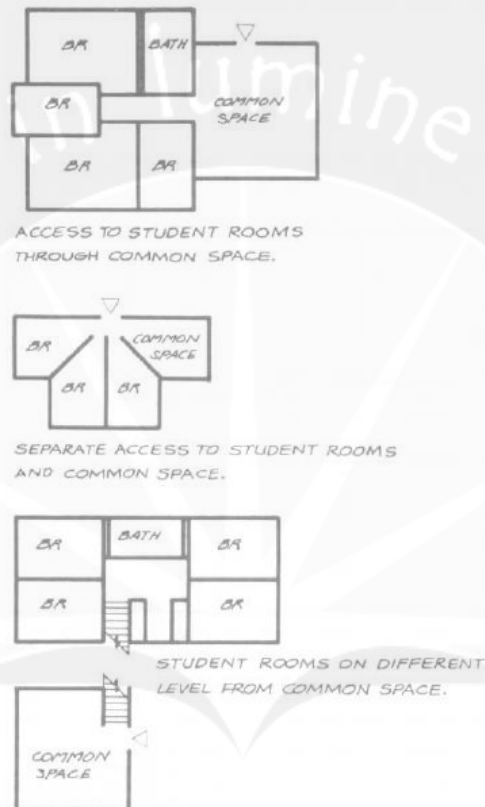 in lumine
BR
BATH
BR
COMMON
SPACE
BR
BR
ACCESS TO STUDENT ROOMS
THROUGH COMMON SPACE.
BR
COMMON
SPACE
BR
BR
SEPARATE ACCESS TO STUDENT ROOMS
AND COMMON SPACE.
BR
BATH
BR
BR
BR
STUDENT ROOMS ON DIFFERENT
LEVEL FROM COMMON SPACE.
COMMON
SPACE